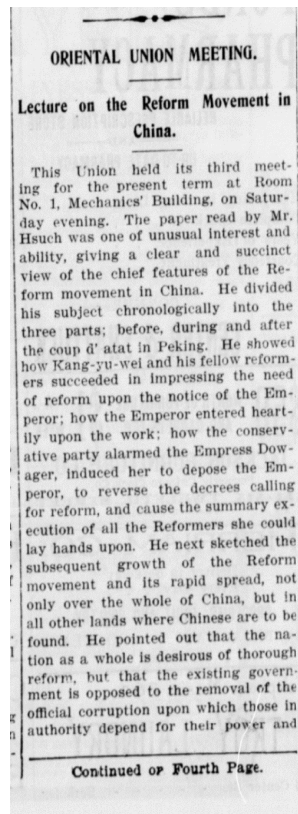 ORIENTAL UNION MEETING.
Lecture on the Reform Movement in
China.
This Union held its third meet-
ing for the present term at Room
No. 1, Mechanics' Building, on Satur-
day evening. The paper read by Mr.
Hsuch was one of unusual interest and
ability, giving a clear and succinct
view of the chief features of the Re-
form movement in China. He divided
his subject chronologically into the
three parts; before, during and after
the coup d' atat in Peking. He showed
how Kang-yu-wei and his fellow reform-
ers succeeded in impressing the need
of reform upon the notice of the Em-
peror; how the Emperor entered heart-
ily upon the work; how the conserv-
ative party alarmed the Empress Dow-
ager, induced her to depose the Em-
peror, to reverse the decrees calling
for reform, and cause the summary ex-
ecution of all the Reformers she could
lay hands upon. He next sketched the
subsequent growth of the Reform
movement and its rapid spread, not
only over the whole of China, but in
all other lands where Chinese are to be
found. He pointed out that the na-
tion as a whole is desirous of thorough
reform, but that the existing govern-
ment is opposed to the removal of the
official corruption upon which those in
authority depend for their power and
Continued or Fourth Page.